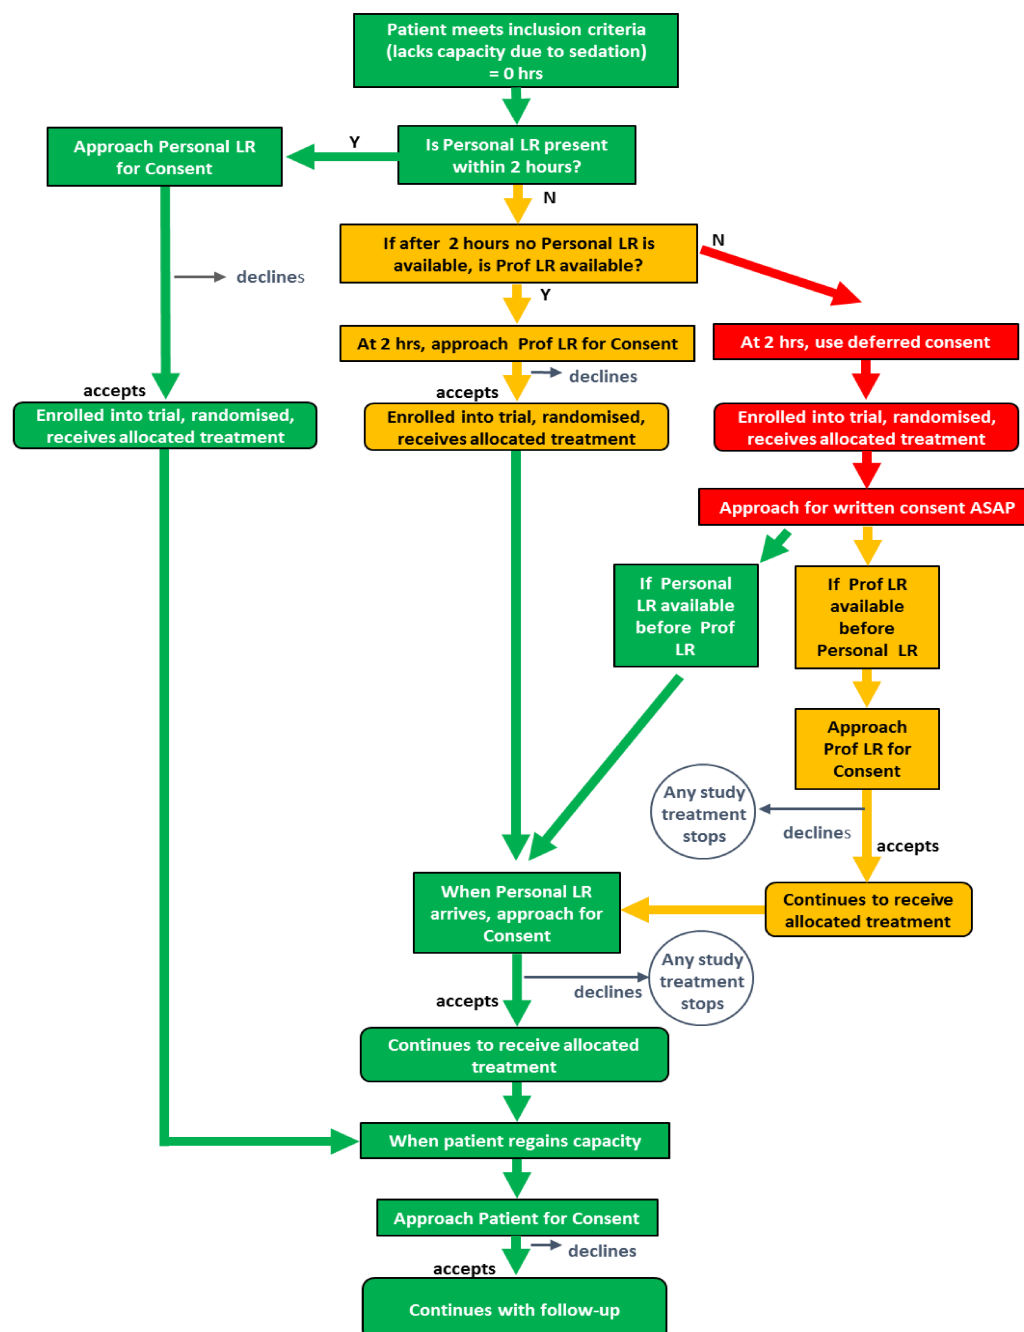 Patient meets inclusion criteria
(lacks capacity due to sedation)
= 0 hrs
Approach Personal LR
for Consent
Y
Is Personal LR present
within 2 hours?
N
If after 2 hours no Personal LR is
available, is Prof LR available?
N
declines
Y
At 2 hrs, approach Prof LR for Consent
At 2 hrs, use deferred consent
declines
accepts
accepts
Enrolled into trial, randomised,
receives allocated treatment
Enrolled into trial, randomised,
receives allocated treatment
Enrolled into trial, randomised,
receives allocated treatment
Approach for written consent ASAP
If Personal
LR available
before Prof
LR
If Prof LR
available
before
Personal LR
Approach
Prof LR for
Consent
Any study
treatment
stops
declines
accepts
When Personal LR
arrives, approach for
Consent
Continues to receive
allocated treatment
Any study
treatment
stops
declines
accepts
Continues to receive allocated
treatment
When patient regains capacity
Approach Patient for Consent
declines
accepts
Continues with follow-up